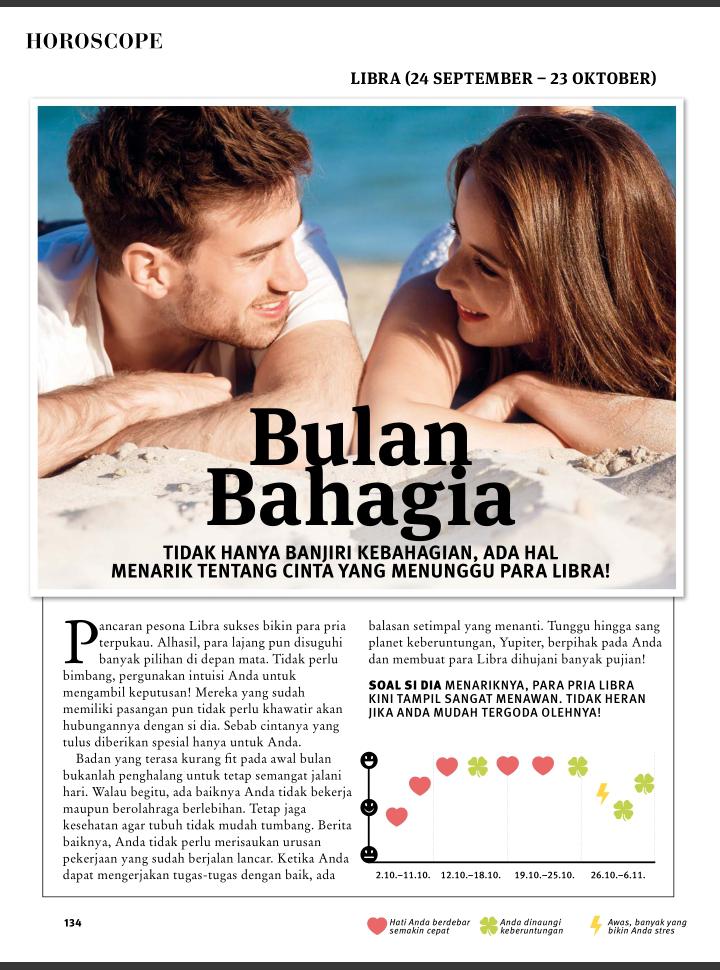 HOROSCOPE
LIBRA (24 SEPTEMBER – 23 OKTOBER)
Bulan
Bahagia
TIDAK HANYA BANJIRI KEBAHAGIAN, ADA HAL
MENARIK TENTANG CINTA YANG MENUNGGU PARA LIBRA!
Pancaran pesona Libra sukses bikin para pria
terpukau. Alhasil, para lajang pun disuguhi
banyak pilihan di depan mata. Tidak perlu
bimbang, pergunakan intuisi Anda untuk
mengambil keputusan! Mereka yang sudah
memiliki pasangan pun tidak perlu khawatir akan
hubungannya dengan si dia. Sebab cintanya yang
tulus diberikan spesial hanya untuk Anda.
Badan yang terasa kurang fit pada awal bulan
bukanlah penghalang untuk tetap semangat jalani
hari. Walau begitu, ada baiknya Anda tidak bekerja
maupun berolahraga berlebihan. Tetap jaga
kesehatan agar tubuh tidak mudah tumbang. Berita
baiknya, Anda tidak perlu merisaukan urusan
pekerjaan yang sudah berjalan lancar. Ketika Anda
dapat mengerjakan tugas-tugas dengan baik, ada
balasan setimpal yang menanti. Tunggu hingga sang
planet keberuntungan, Yupiter, berpihak pada Anda
dan membuat para Libra dihujani banyak pujian!
SOAL SI DIA MENARIKNYA, PARA PRIA LIBRA
KINI TAMPIL SANGAT MENAWAN. TIDAK HERAN
JIKA ANDA MUDAH TERGODA OLEHNYA!
2.10.–11.10. 12.10.–18.10. 19.10.–25.10. 26.10.–6.11.
134
Hati Anda berdebar
semakin cepat
Anda dinaungi
keberuntungan
Awas, banyak yang
bikin Anda stres